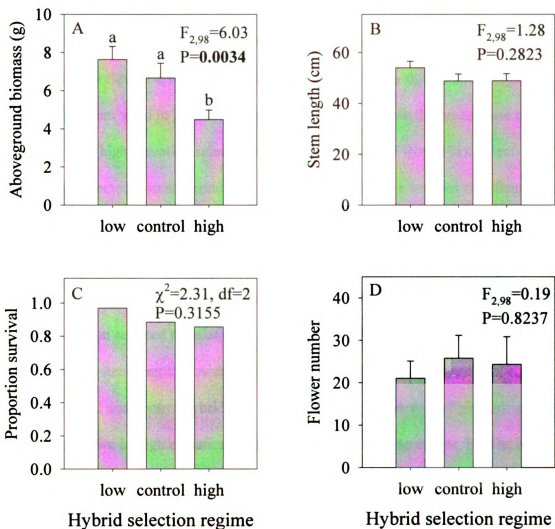 A
F2,98=6.03
P=0.0034
a
a
b
10
8
6
4
2
0
Aboveground biomass (g)
low control high
B
F2,98=1.28
P=0.2823
80
60
40
20
0
Stem length (cm)
low control high
C
χ²=2.31, df=2
P=0.3155
1.0
0.8
0.6
0.4
0.2
0.0
Proportion survival
low control high
Hybrid selection regime
D
F2,98=0.19
P=0.8237
40
30
20
10
0
Flower number
low control high
Hybrid selection regime